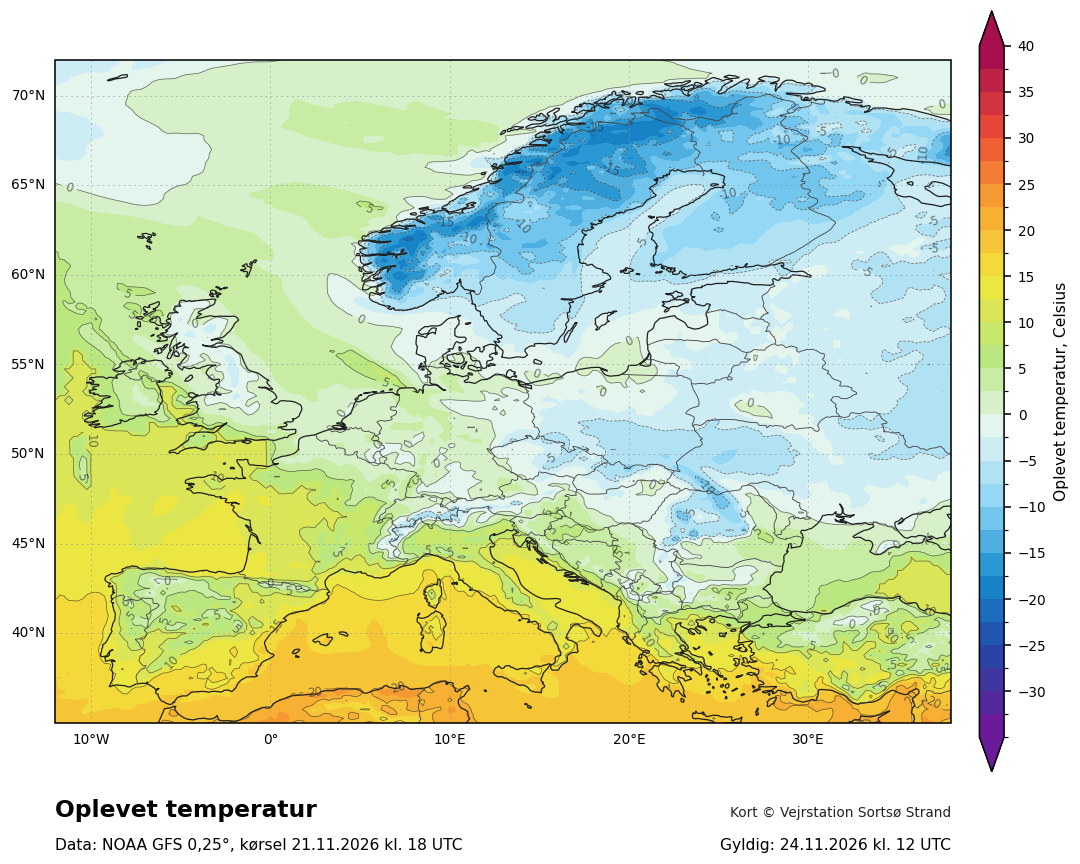 70°N
65°N
60°N
55°N
50°N
45°N
40°N
10°W
0°
10°E
20°E
30°E
40
35
30
25
20
15
10
5
0
−5
−10
−15
−20
−25
−30
Oplevet temperatur, Celsius
Oplevet temperatur
Kort © Vejrstation Sortsø Strand
Data: NOAA GFS 0,25°, kørsel 21.11.2026 kl. 18 UTC
Gyldig: 24.11.2026 kl. 12 UTC